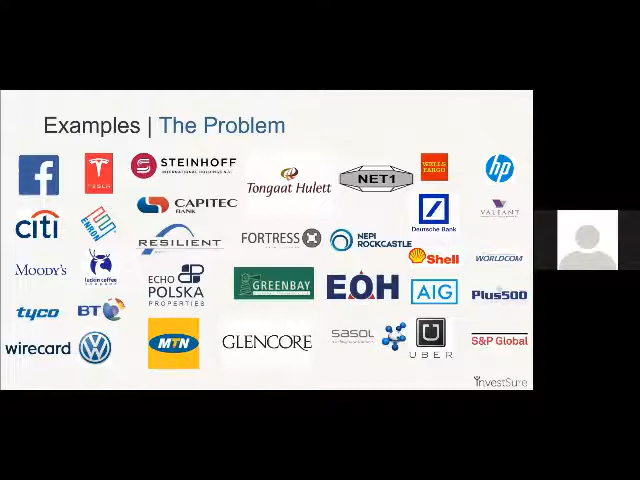 Examples | The Problem
f
TESLA
STEINHOFF
INTERNATIONAL HOLDINGS N.V.
Tongaat Hulett
NET1
WELLS
FARGO
hp
citi
ENRON
CAPITEC
BANK
Deutsche Bank
VALEANT
RESILIENT
FORTRESS
NEPI
ROCKCASTLE
Shell
WORLDCOM
MOODY'S
luckin coffee
ECHO
POLSKA
PROPERTIES
GREENBAY
EOH
AIG
Plus500
tyco
BT
wirecard
MTN
GLENCORE
sasol
UBER
S&P Global
InvestSure